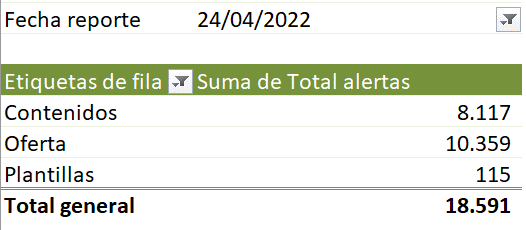 Fecha reporte 24/04/2022
Etiquetas de fila Suma de Total alertas
Contenidos 8.117
Oferta 10.359
Plantillas 115
Total general 18.591